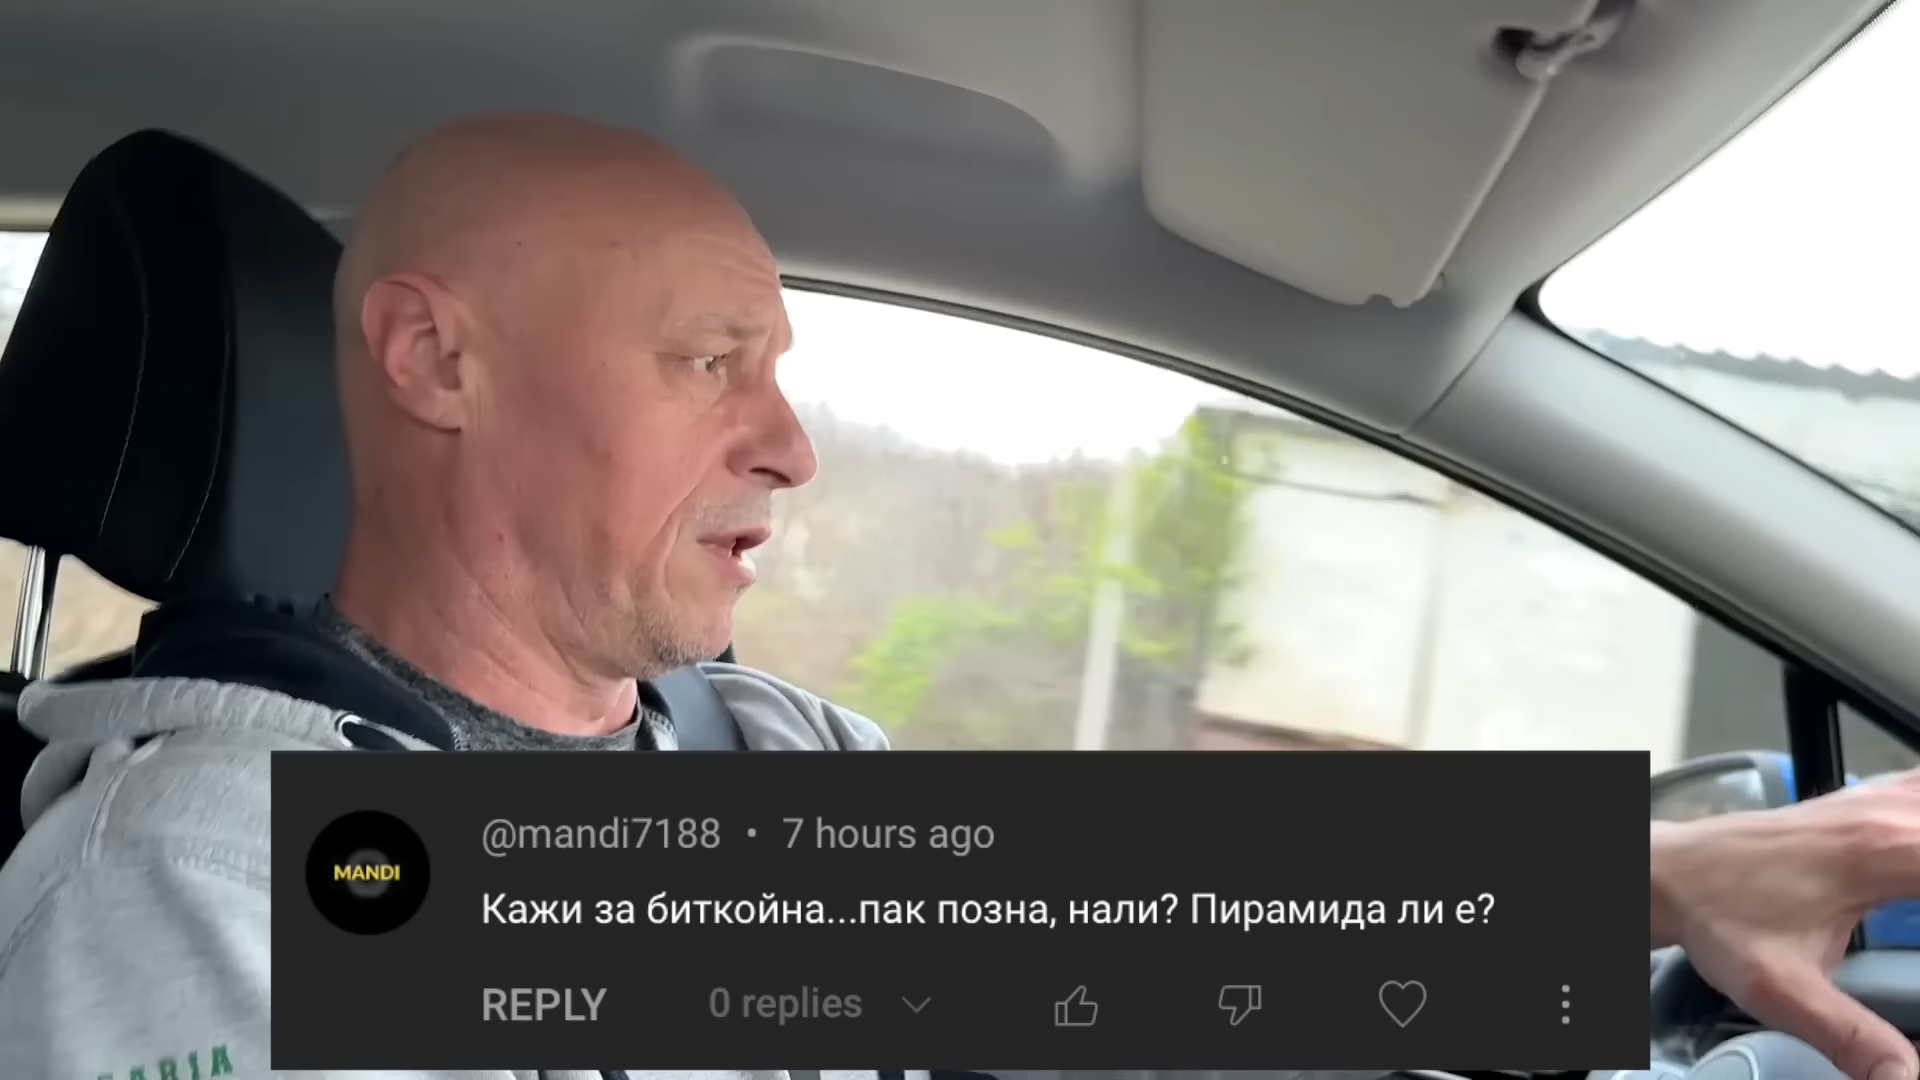 @mandi7188 • 7 hours ago
MANDI
Кажи за биткойна...пак позна, нали? Пирамида ли е?
REPLY 0 replies